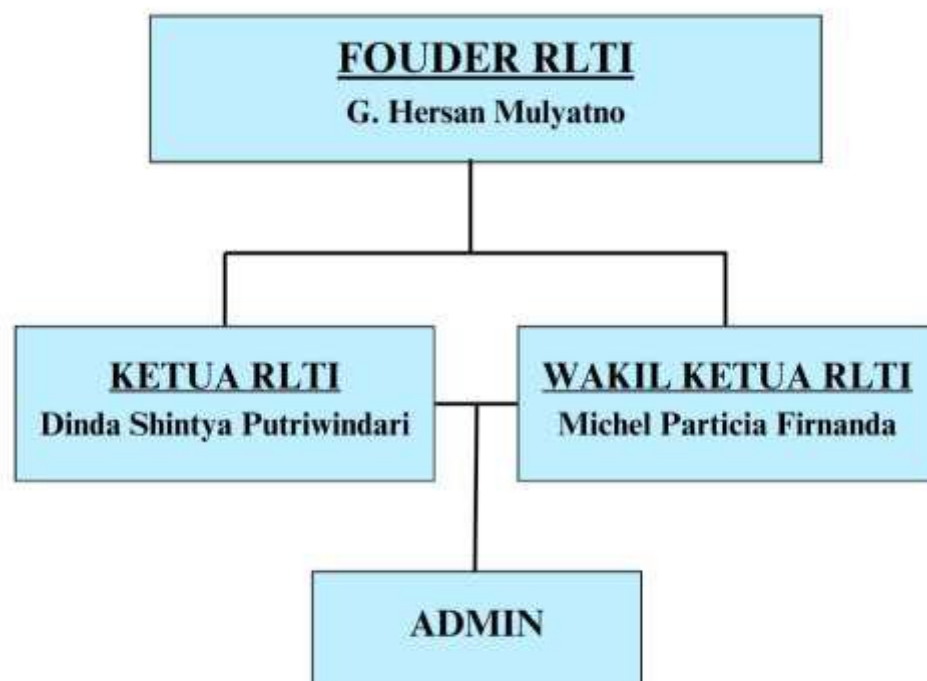 FOUDER RLTI
G. Hersan Mulyatno
KETUA RLTI
Dinda Shintya Putriwindari
WAKIL KETUA RLTI
Michel Particia Firnanda
ADMIN